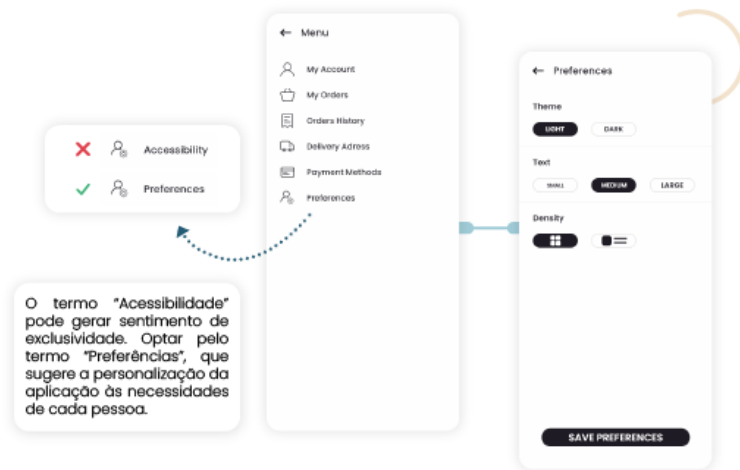 Menu
My Account
My Orders
Orders History
Delivery Adress
Payment Methods
Preferences
Accessibility
Preferences
O termo “Acessibilidade”
pode gerar sentimento de
exclusividade. Optar pelo
termo “Preferências”, que
sugere a personalização da
aplicação às necessidades
de cada pessoa.
Preferences
Theme
LIGHT DARK
Text
SMALL MEDIUM LARGE
Density
SAVE PREFERENCES